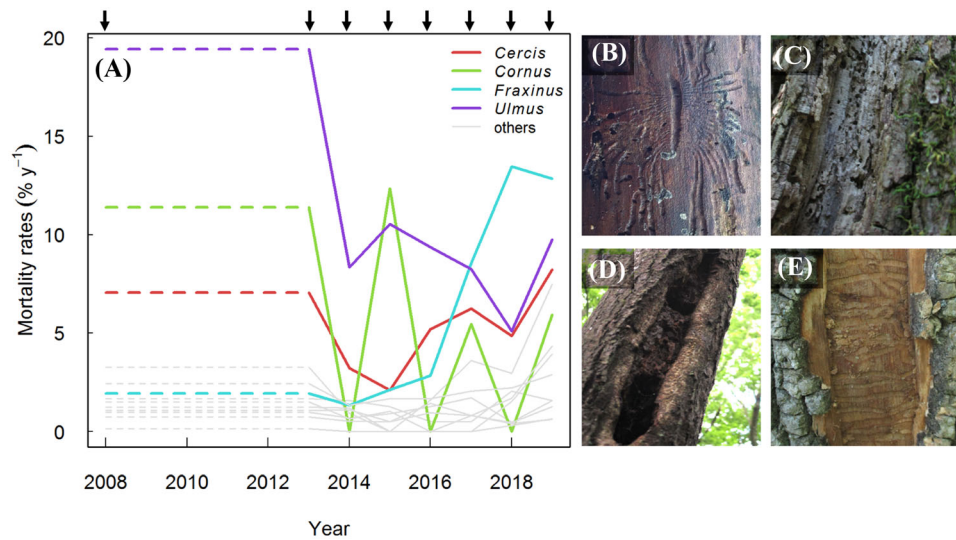 (A)
Cercis
Cornus
Fraxinus
Ulmus
others
20
15
10
5
0
Mortality rates (% y⁻¹)
2008 2010 2012 2014 2016 2018
Year
(B)
(C)
(D)
(E)